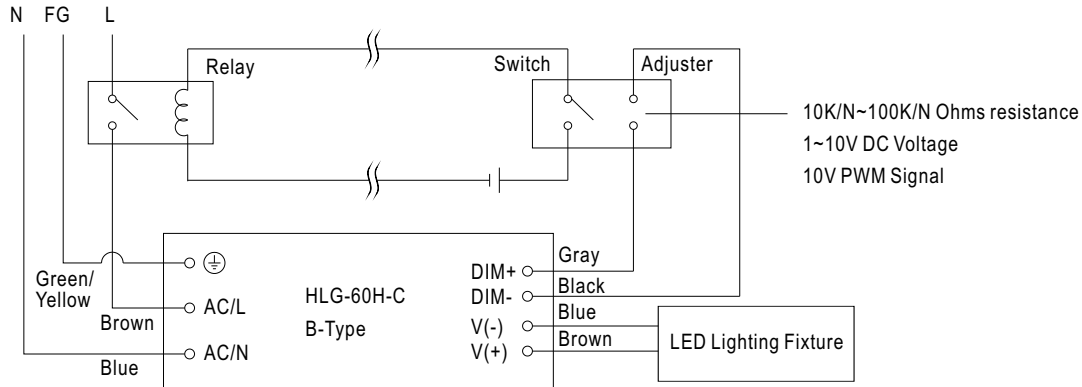 N FG L
Relay
Switch
Adjuster
10K/N~100K/N Ohms resistance
1~10V DC Voltage
10V PWM Signal
Green/
Yellow
Brown
Blue
AC/L
AC/N
HLG-60H-C
B-Type
DIM+
DIM-
V(-)
V(+)
Gray
Black
Blue
Brown
LED Lighting Fixture